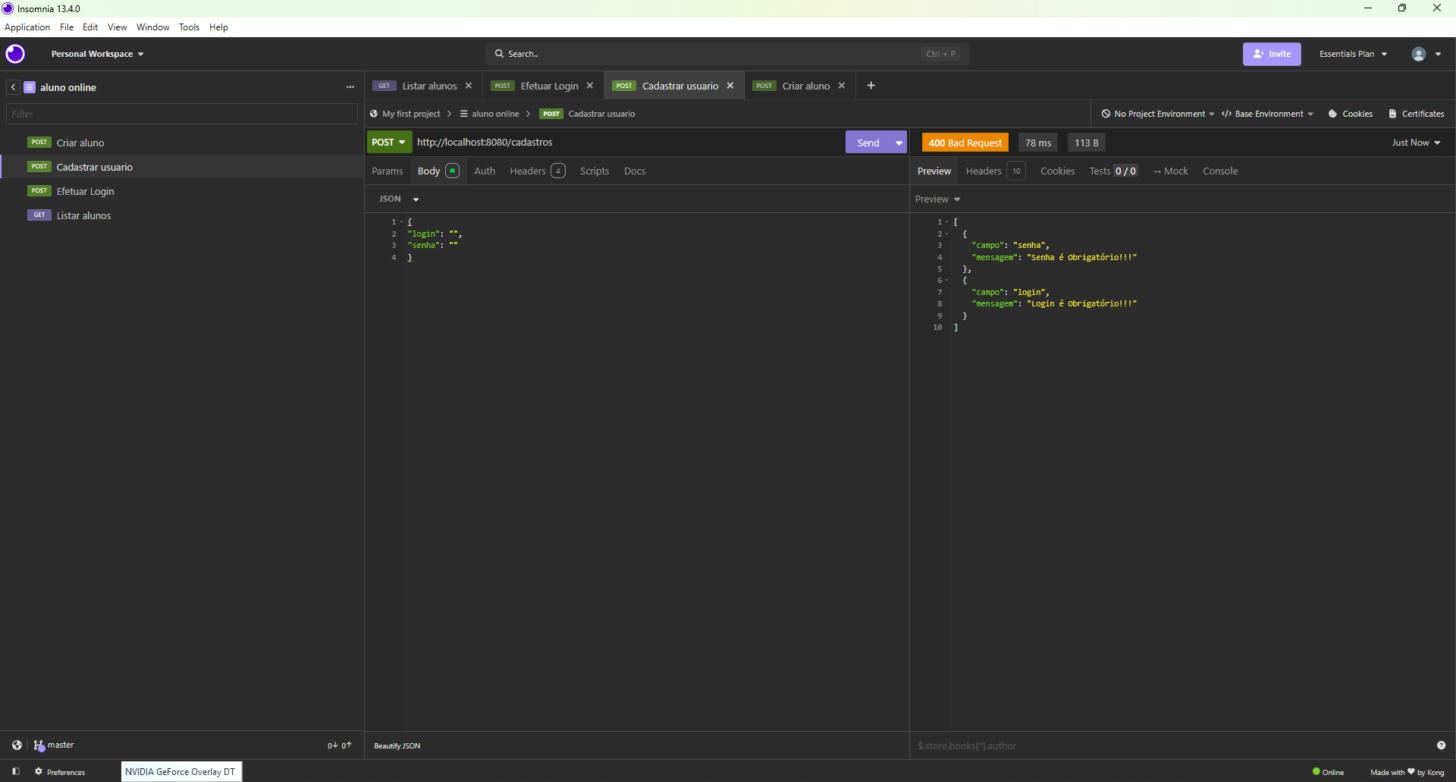 Insomnia 13.4.0
Application File Edit View Window Tools Help
Personal Workspace
Search..
Ctrl + P
Invite
Essentials Plan
aluno online
GET Listar alunos
POST Efetuar Login
POST Cadastrar usuario
POST Criar aluno
Filter
My first project > aluno online > POST Cadastrar usuario
No Project Environment
Base Environment
Cookies
Certificates
POST Criar aluno
POST Cadastrar usuario
POST Efetuar Login
GET Listar alunos
POST http://localhost:8080/cadastros
Send
400 Bad Request 78 ms 113 B
Just Now
Params Body Auth Headers 4 Scripts Docs
Preview Headers 10 Cookies Tests 0 / 0 → Mock Console
JSON
Preview
1 {
2 "login": "",
3 "senha": ""
4 }
1 [
2 {
3 "campo": "senha",
4 "mensagem": "Senha é Obrigatório!!!"
5 },
6 {
7 "campo": "login",
8 "mensagem": "Login é Obrigatório!!!"
9 }
10 ]
master
0↓ 0↑
Beautify JSON
$.store.books[*].author
Preferences
NVIDIA GeForce Overlay DT
Online
Made with ♥ by Kong